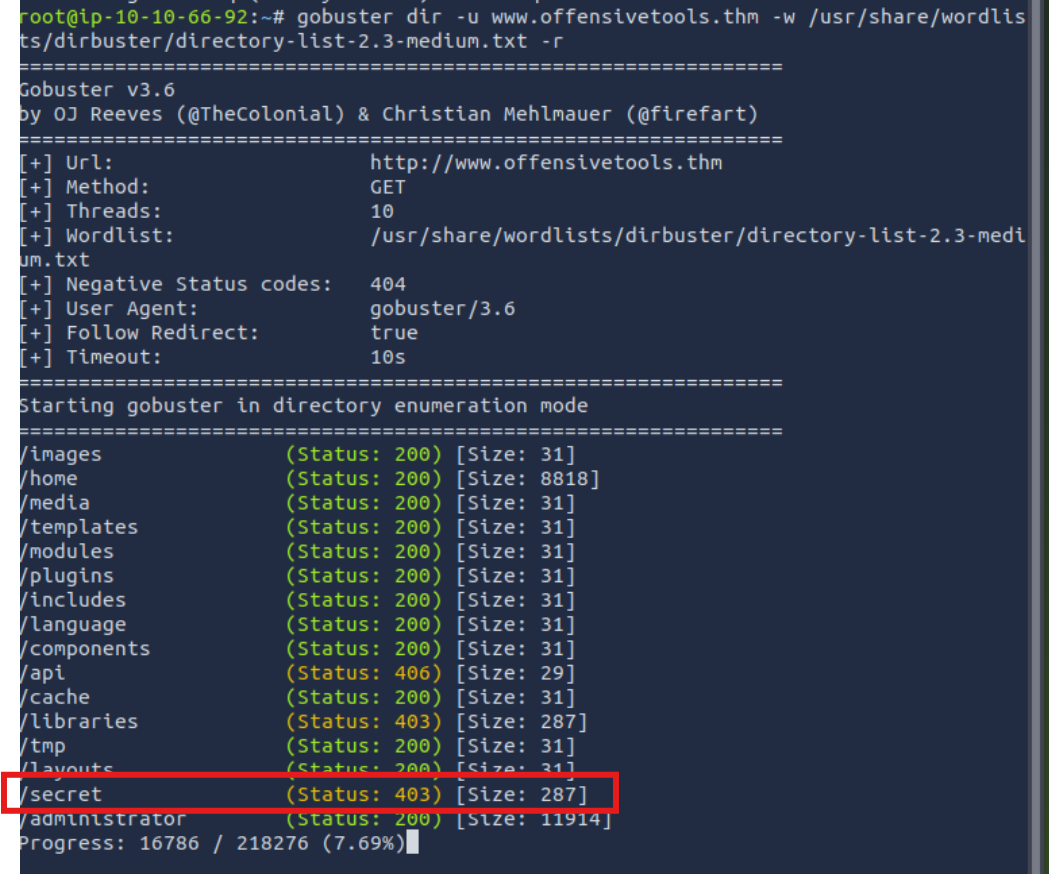 root@ip-10-10-66-92:~# gobuster dir -u www.offensivetools.thm -w /usr/share/wordlis
ts/dirbuster/directory-list-2.3-medium.txt -r
===============================================================
Gobuster v3.6
by OJ Reeves (@TheColonial) & Christian Mehlmauer (@firefart)
===============================================================
[+] Url:                     http://www.offensivetools.thm
[+] Method:                  GET
[+] Threads:                 10
[+] Wordlist:                /usr/share/wordlists/dirbuster/directory-list-2.3-medi
um.txt
[+] Negative Status codes:   404
[+] User Agent:              gobuster/3.6
[+] Follow Redirect:         true
[+] Timeout:                 10s
===============================================================
Starting gobuster in directory enumeration mode
===============================================================
/images               (Status: 200) [Size: 31]
/home                 (Status: 200) [Size: 8818]
/media                (Status: 200) [Size: 31]
/templates            (Status: 200) [Size: 31]
/modules              (Status: 200) [Size: 31]
/plugins              (Status: 200) [Size: 31]
/includes             (Status: 200) [Size: 31]
/language             (Status: 200) [Size: 31]
/components           (Status: 200) [Size: 31]
/api                  (Status: 406) [Size: 29]
/cache                (Status: 200) [Size: 31]
/libraries            (Status: 403) [Size: 287]
/tmp                  (Status: 200) [Size: 31]
/layouts              (Status: 200) [Size: 31]
/secret               (Status: 403) [Size: 287]
/administrator        (Status: 200) [Size: 11914]
Progress: 16786 / 218276 (7.69%)